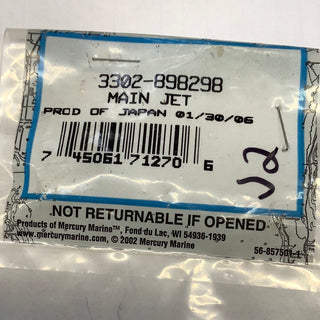 3302-898298
MAIN JET
PROD OF JAPAN 01/30/06
7 45061 71270 6
J2
NOT RETURNABLE IF OPENED
Products of Mercury Marine™, Fond du Lac, WI 54936-1939
www.mercurymarine.com, © 2002 Mercury Marine
56-857501-1